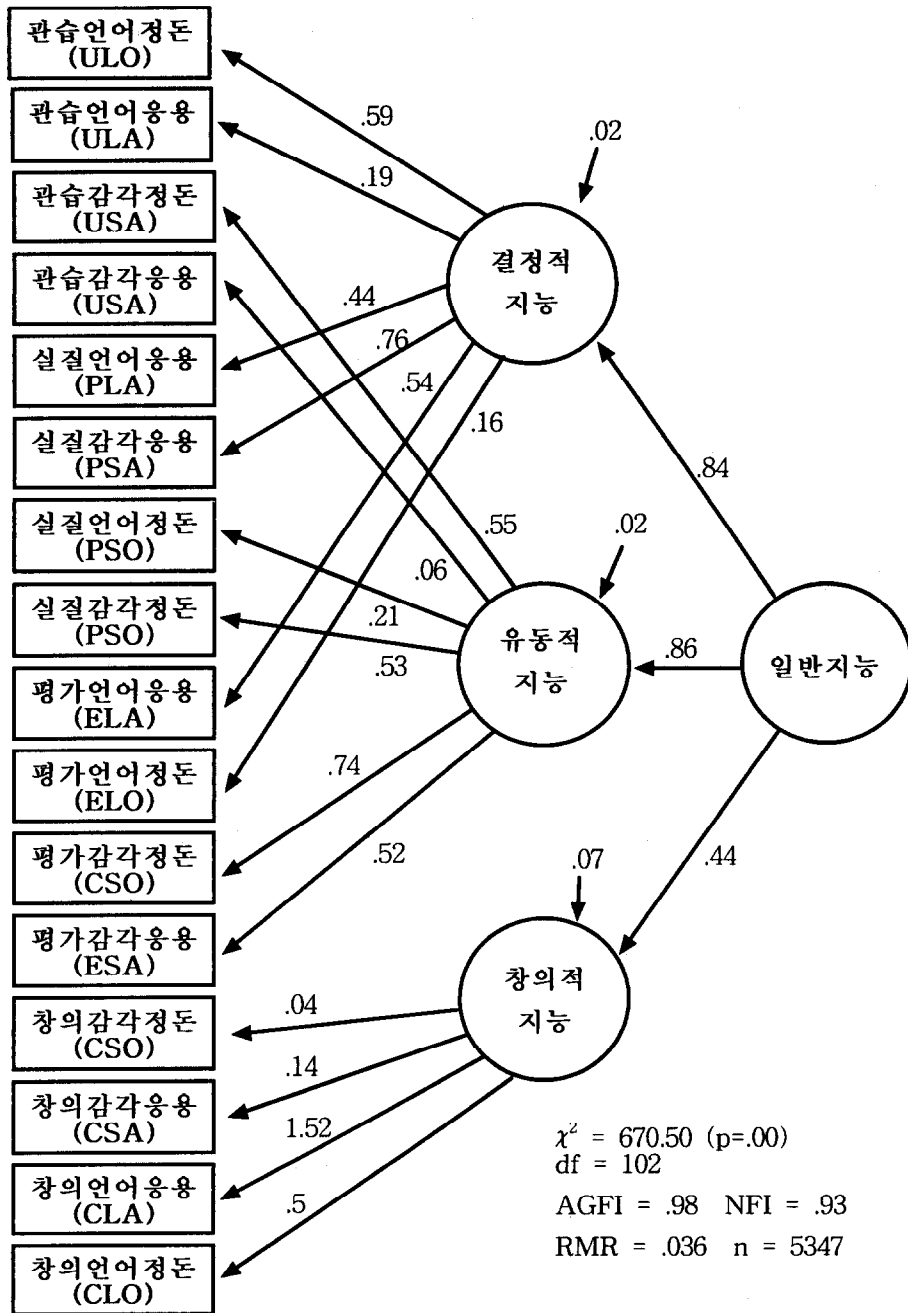 관습언어정돈
(ULO)
관습언어응용
(ULA)
관습감각정돈
(USA)
관습감각응용
(USA)
실질언어응용
(PLA)
실질감각응용
(PSA)
실질언어정돈
(PSO)
실질감각정돈
(PSO)
평가언어응용
(ELA)
평가언어정돈
(ELO)
평가감각정돈
(CSO)
평가감각응용
(ESA)
창의감각정돈
(CSO)
창의감각응용
(CSA)
창의언어응용
(CLA)
창의언어정돈
(CLO)
.59
.19
.44
.76
.54
.16
.55
.06
.21
.53
.74
.52
.04
.14
1.52
.5
.02
결정적
지능
.02
유동적
지능
.07
창의적
지능
.84
.86
.44
일반지능
χ² = 670.50 (p=.00)
df = 102
AGFI = .98 NFI = .93
RMR = .036 n = 5347